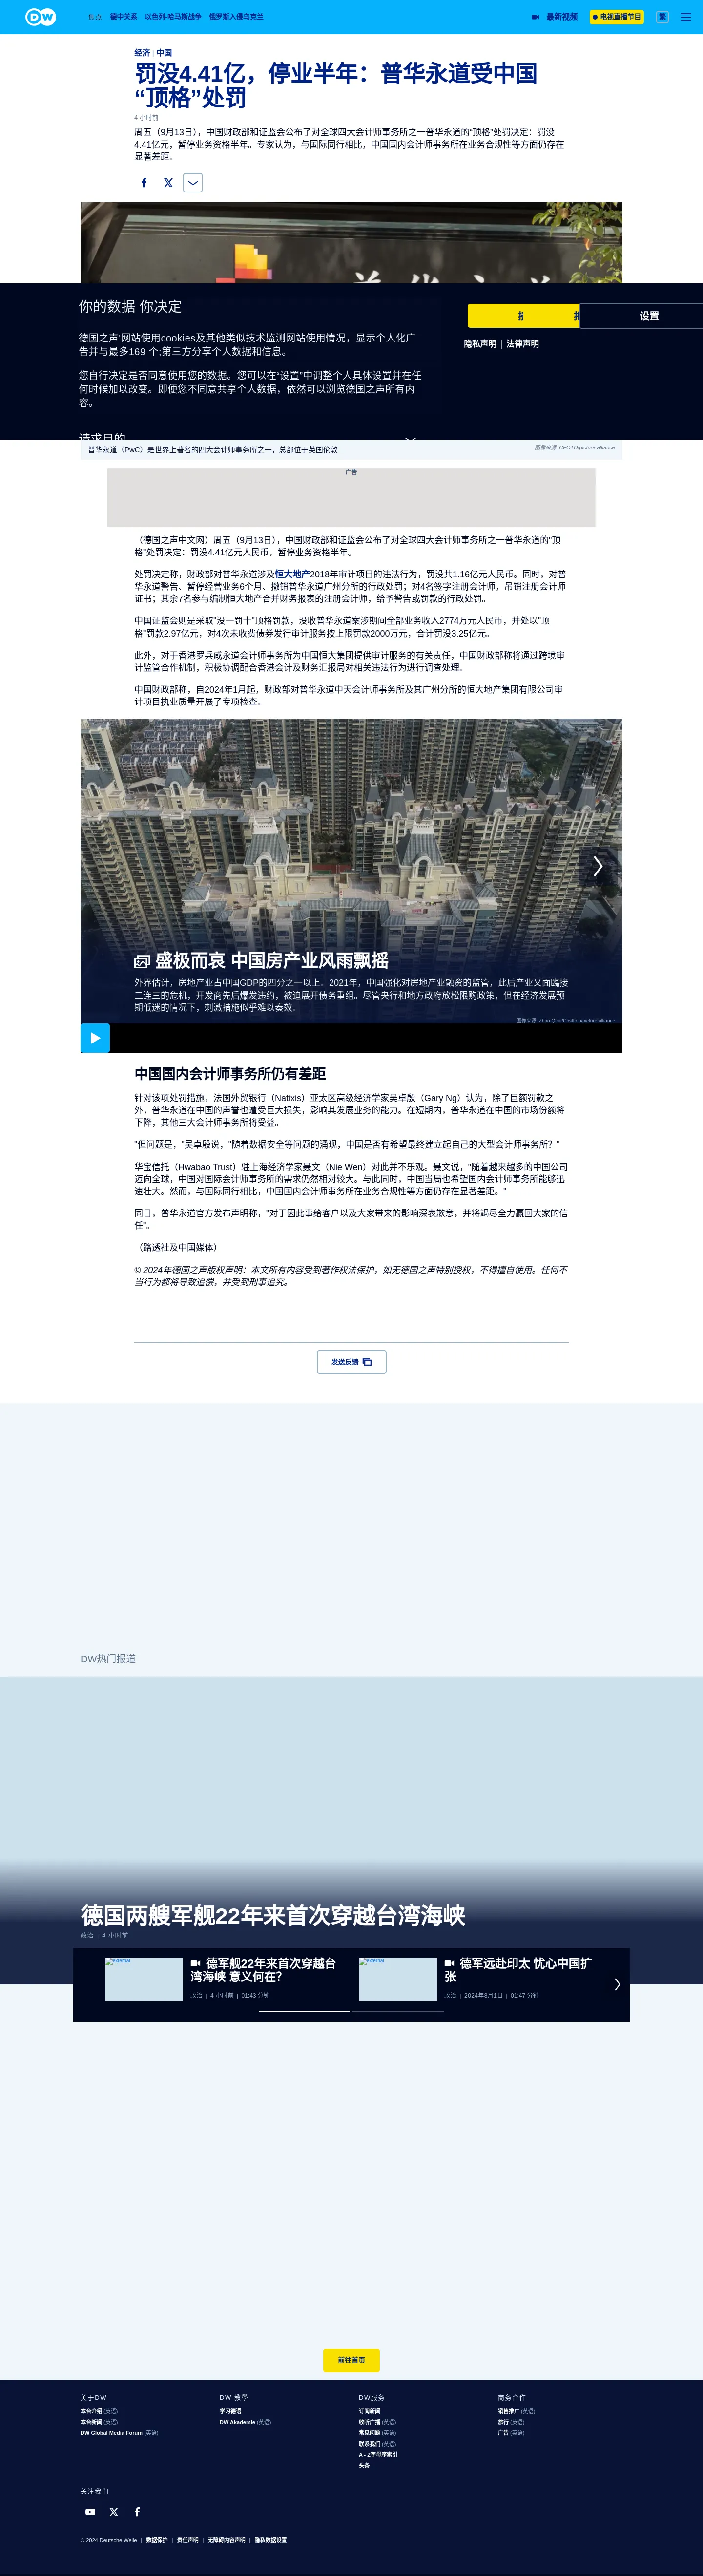 DW
焦点
德中关系
以色列-哈马斯战争
俄罗斯入侵乌克兰
最新视频
电视直播节目
繁
经济 | 中国
罚没4.41亿，停业半年：普华永道受中国
“顶格”处罚
4 小时前
周五（9月13日），中国财政部和证监会公布了对全球四大会计师事务所之一普华永道的“顶格”处罚决定：罚没
4.41亿元，暂停业务资格半年。专家认为，与国际同行相比，中国国内会计师事务所在业务合规性等方面仍存在
显著差距。
你的数据 你决定
德国之声'网站使用cookies及其他类似技术监测网站使用情况，显示个人化广
告并与最多169 个;第三方分享个人数据和信息。
您自行决定是否同意使用您的数据。您可以在“设置”中调整个人具体设置并在任
何时候加以改变。即便您不同意共享个人数据，依然可以浏览德国之声所有内
容。
请求目的
设置
隐私声明 | 法律声明
普华永道（PwC）是世界上著名的四大会计师事务所之一，总部位于英国伦敦
图像来源: CFOTO/picture alliance
广告
（德国之声中文网）周五（9月13日），中国财政部和证监会公布了对全球四大会计师事务所之一普华永道的"顶
格"处罚决定：罚没4.41亿元人民币，暂停业务资格半年。
处罚决定称，财政部对普华永道涉及恒大地产2018年审计项目的违法行为，罚没共1.16亿元人民币。同时，对普
华永道警告、暂停经营业务6个月、撤销普华永道广州分所的行政处罚；对4名签字注册会计师，吊销注册会计师
证书；其余7名参与编制恒大地产合并财务报表的注册会计师，给予警告或罚款的行政处罚。
中国证监会则是采取"没一罚十"顶格罚款，没收普华永道案涉期间全部业务收入2774万元人民币，并处以"顶
格"罚款2.97亿元，对4次未收费债券发行审计服务按上限罚款2000万元，合计罚没3.25亿元。
此外，对于香港罗兵咸永道会计师事务所为中国恒大集团提供审计服务的有关责任，中国财政部称将通过跨境审
计监管合作机制，积极协调配合香港会计及财务汇报局对相关违法行为进行调查处理。
中国财政部称，自2024年1月起，财政部对普华永道中天会计师事务所及其广州分所的恒大地产集团有限公司审
计项目执业质量开展了专项检查。
盛极而哀 中国房产业风雨飘摇
外界估计，房地产业占中国GDP的四分之一以上。2021年，中国强化对房地产业融资的监管，此后产业又面临接
二连三的危机，开发商先后爆发违约，被迫展开债务重组。尽管央行和地方政府放松限购政策，但在经济发展预
期低迷的情况下，刺激措施似乎难以奏效。
图像来源: Zhao Qirui/Costfoto/picture alliance
中国国内会计师事务所仍有差距
针对该项处罚措施，法国外贸银行（Natixis）亚太区高级经济学家吴卓殷（Gary Ng）认为，除了巨额罚款之
外，普华永道在中国的声誉也遭受巨大损失，影响其发展业务的能力。在短期内，普华永道在中国的市场份额将
下降，其他三大会计师事务所将受益。
"但问题是，"吴卓殷说，"随着数据安全等问题的涌现，中国是否有希望最终建立起自己的大型会计师事务所？"
华宝信托（Hwabao Trust）驻上海经济学家聂文（Nie Wen）对此并不乐观。聂文说，"随着越来越多的中国公司
迈向全球，中国对国际会计师事务所的需求仍然相对较大。与此同时，中国当局也希望国内会计师事务所能够迅
速壮大。然而，与国际同行相比，中国国内会计师事务所在业务合规性等方面仍存在显著差距。"
同日，普华永道官方发布声明称，"对于因此事给客户以及大家带来的影响深表歉意，并将竭尽全力赢回大家的信
任"。
（路透社及中国媒体）
© 2024年德国之声版权声明：本文所有内容受到著作权法保护，如无德国之声特别授权，不得擅自使用。任何不
当行为都将导致追偿，并受到刑事追究。
发送反馈
DW热门报道
德国两艘军舰22年来首次穿越台湾海峡
政治 | 4 小时前
external
德军舰22年来首次穿越台
湾海峡 意义何在？
政治 | 4 小时前 | 01:43 分钟
external
德军远赴印太 忧心中国扩
张
政治 | 2024年8月1日 | 01:47 分钟
前往首页
关于DW
本台介绍 (英语)
本台新闻 (英语)
DW Global Media Forum (英语)
DW 教學
学习德语
DW Akademie (英语)
DW服务
订阅新闻
收听广播 (英语)
常见问题 (英语)
联系我们 (英语)
A - Z字母序索引
头条
商务合作
销售推广 (英语)
旅行 (英语)
广告 (英语)
关注我们
© 2024 Deutsche Welle | 数据保护 | 责任声明 | 无障碍内容声明 | 隐私数据设置